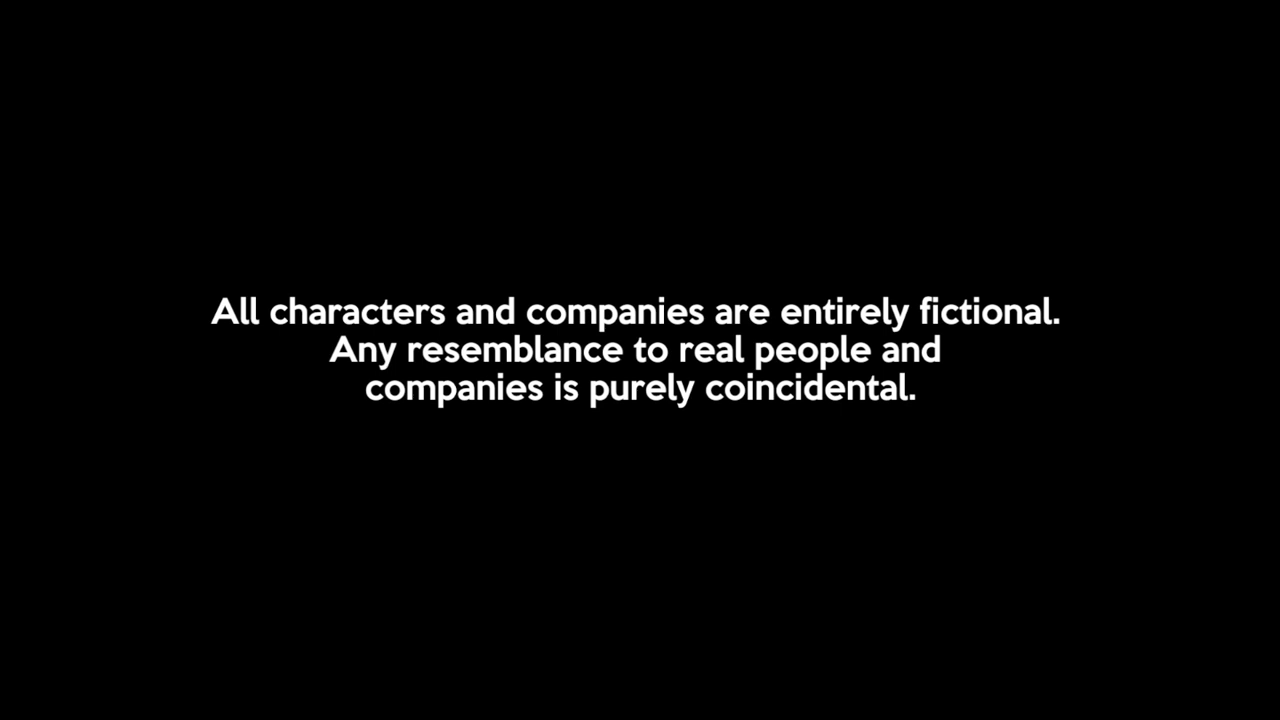 All characters and companies are entirely fictional.
Any resemblance to real people and
companies is purely coincidental.